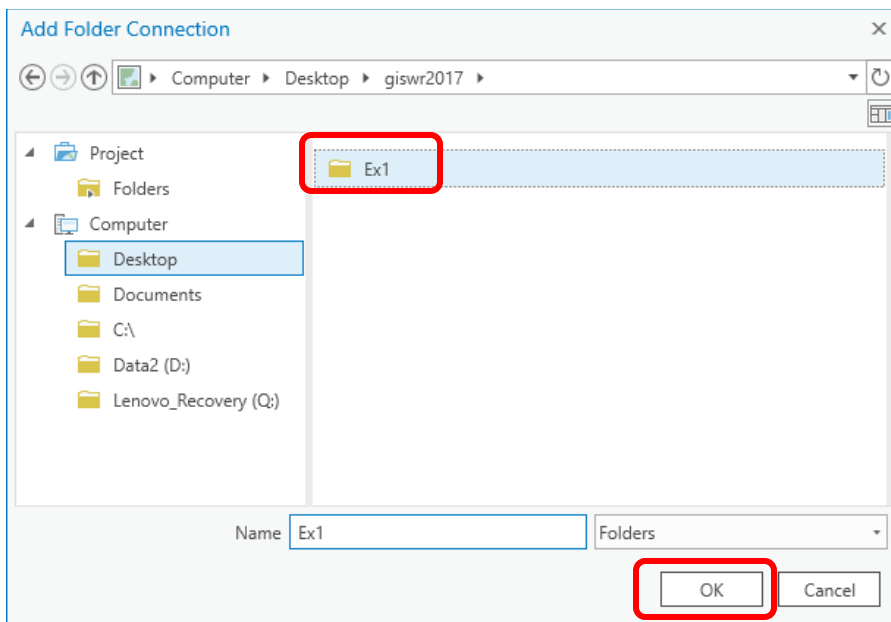 Add Folder Connection
Computer Desktop giswr2017
Project
Folders
Computer
Desktop
Documents
C:\
Data2 (D:)
Lenovo_Recovery (Q:)
Ex1
Name Ex1 Folders
OK Cancel